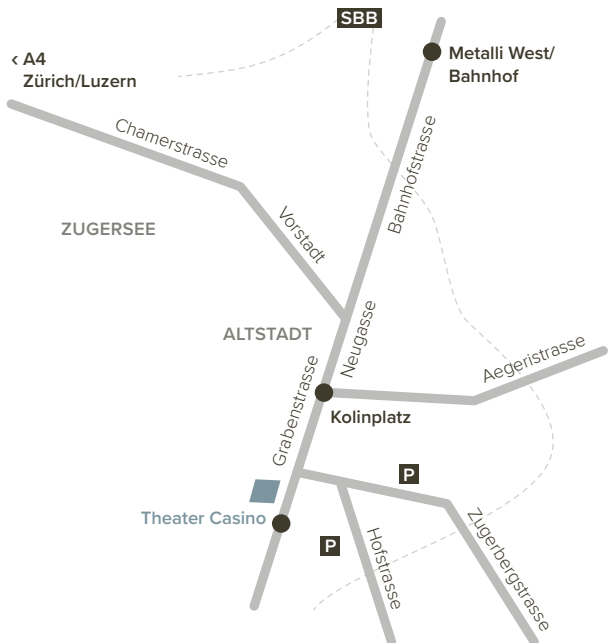 SBB
‹ A4
Zürich/Luzern
Metalli West/
Bahnhof
Chamerstrasse
Bahnhofstrasse
Vorstadt
ZUGERSEE
ALTSTADT
Neugasse
Aegeristrasse
Grabenstrasse
Kolinplatz
P
Theater Casino
P
Hofstrasse
Zugerbergstrasse